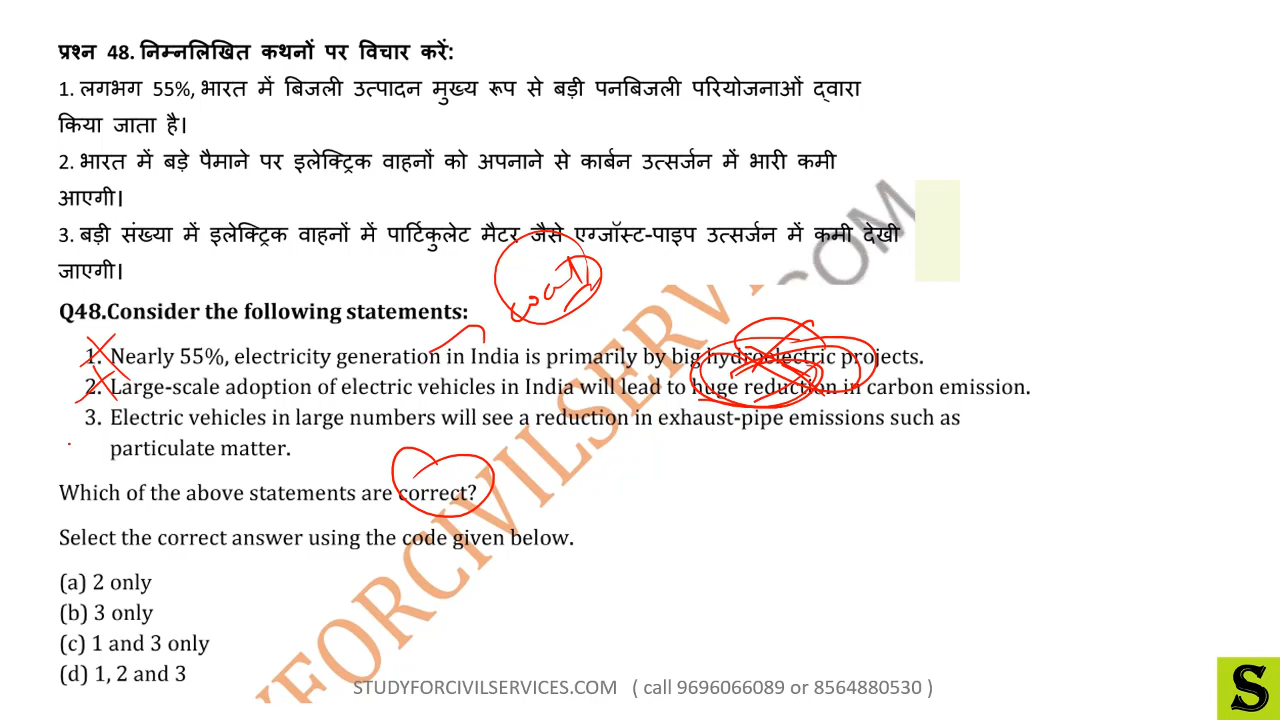 प्रश्न 48. निम्नलिखित कथनों पर विचार करें:
1. लगभग 55%, भारत में बिजली उत्पादन मुख्य रूप से बड़ी पनबिजली परियोजनाओं द्वारा
किया जाता है।
2. भारत में बड़े पैमाने पर इलेक्ट्रिक वाहनों को अपनाने से कार्बन उत्सर्जन में भारी कमी
आएगी।
3. बड़ी संख्या में इलेक्ट्रिक वाहनों में पार्टिकुलेट मैटर जैसे एग्जॉस्ट-पाइप उत्सर्जन में कमी देखी
जाएगी।
Q48.Consider the following statements:
1. Nearly 55%, electricity generation in India is primarily by big hydroelectric projects.
2. Large-scale adoption of electric vehicles in India will lead to huge reduction in carbon emission.
3. Electric vehicles in large numbers will see a reduction in exhaust-pipe emissions such as
particulate matter.
Which of the above statements are correct?
Select the correct answer using the code given below.
(a) 2 only
(b) 3 only
(c) 1 and 3 only
(d) 1, 2 and 3
STUDYFORCIVILSERVICES.COM ( call 9696066089 or 8564880530 )
S
YFORCIVILSERV
.COM